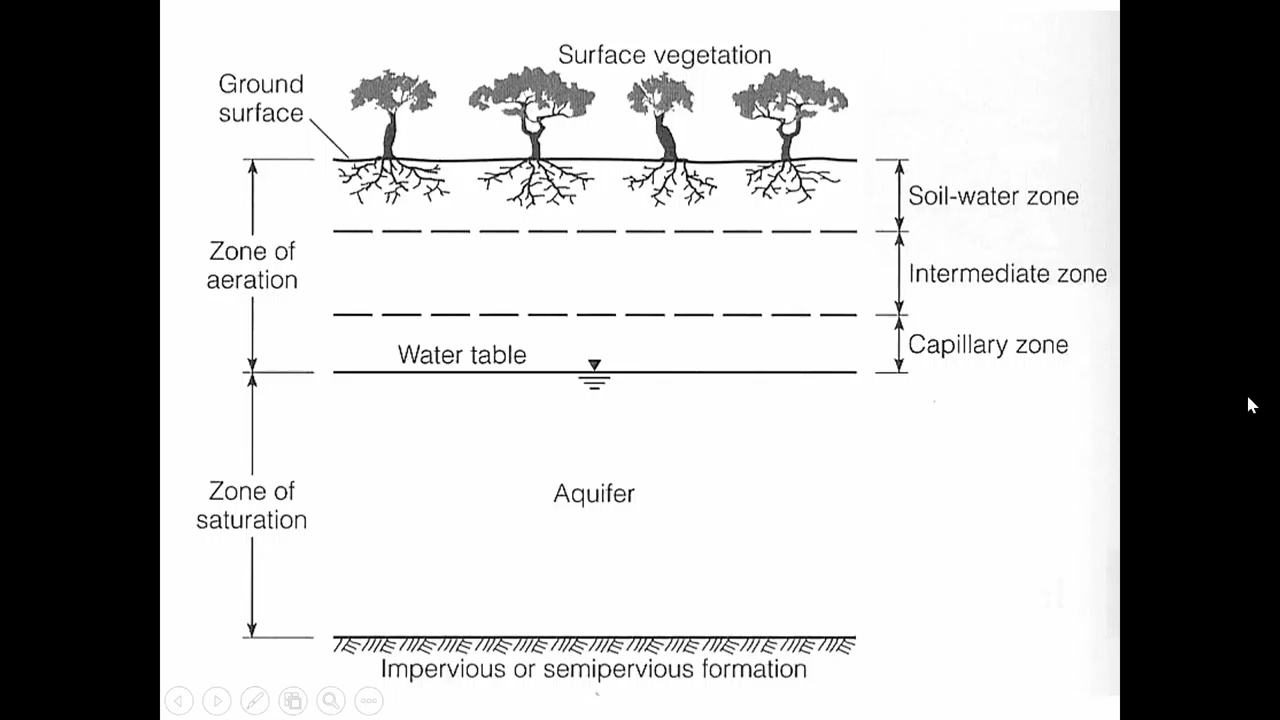 Surface vegetation
Ground
surface
Soil-water zone
Zone of
aeration
Intermediate zone
Capillary zone
Water table
Zone of
saturation
Aquifer
Impervious or semipervious formation